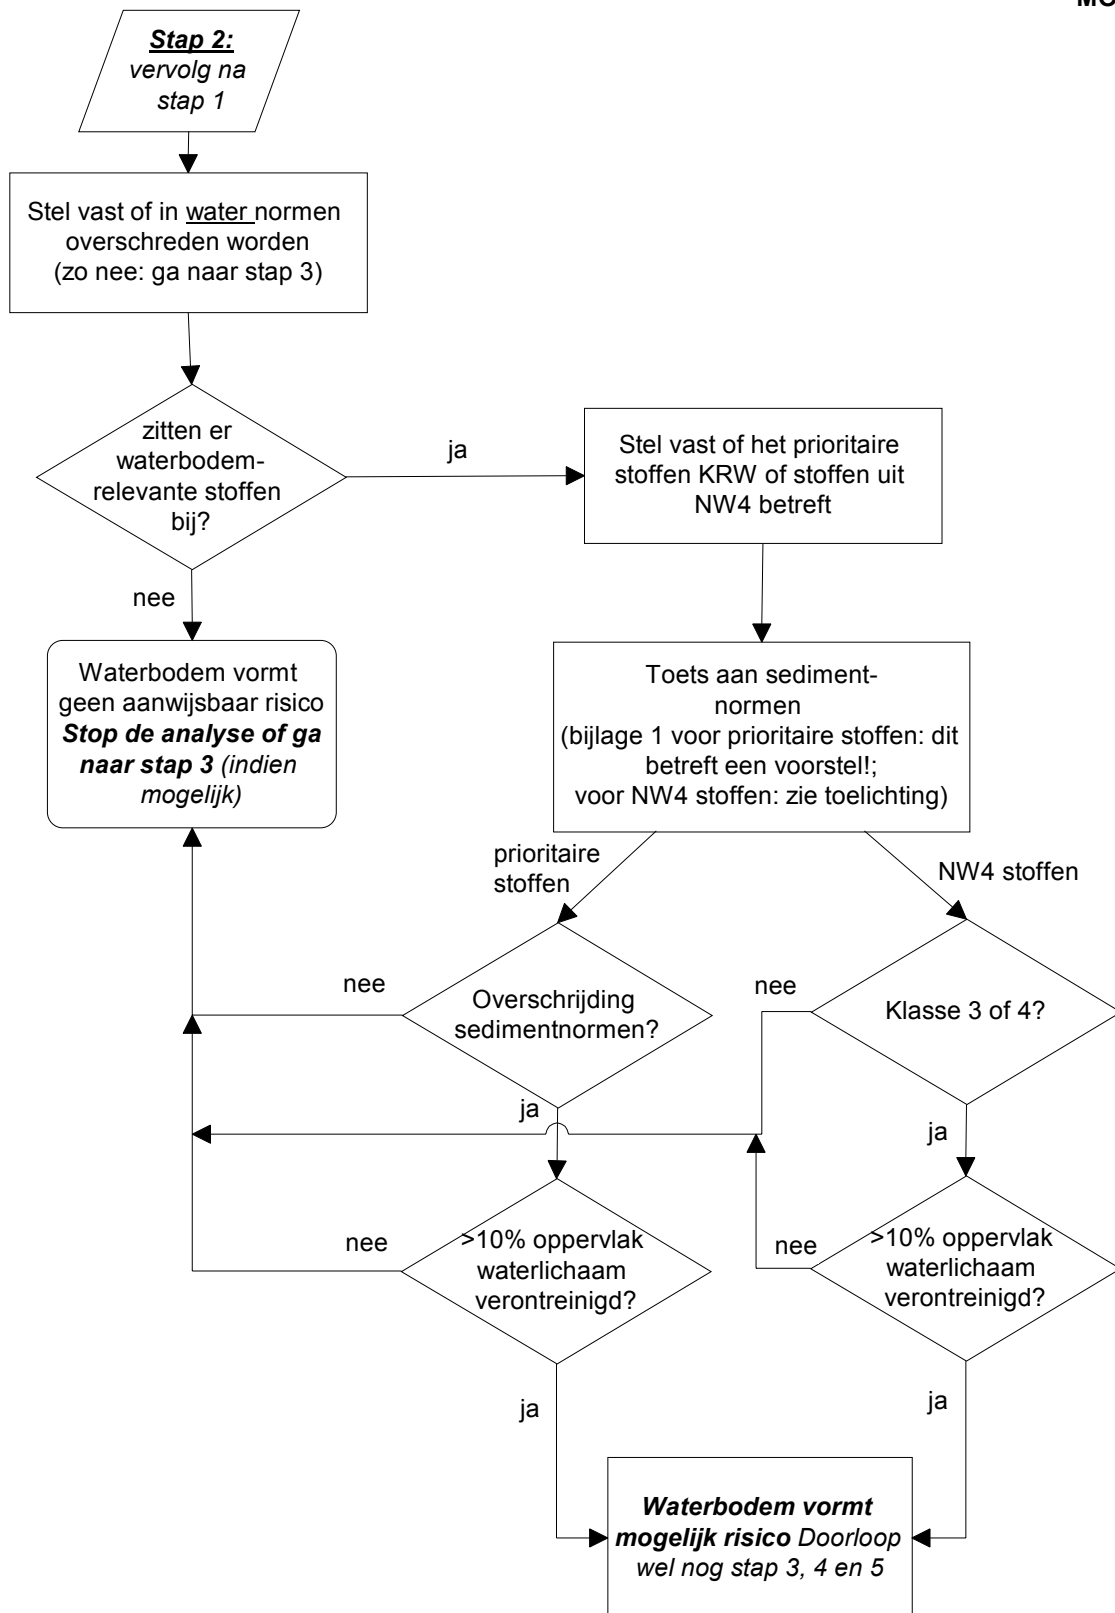 Stap 2:
vervolg na
stap 1
Stel vast of in water normen
overschreden worden
(zo nee: ga naar stap 3)
zitten er
waterbodem-
relevante stoffen
bij?
ja
Stel vast of het prioritaire
stoffen KRW of stoffen uit
NW4 betreft
nee
Waterbodem vormt
geen aanwijsbaar risico
Stop de analyse of ga
naar stap 3 (indien
mogelijk)
Toets aan sediment-
normen
(bijlage 1 voor prioritaire stoffen: dit
betreft een voorstel!;
voor NW4 stoffen: zie toelichting)
prioritaire
stoffen
NW4 stoffen
nee
Overschrijding
sedimentnormen?
nee
Klasse 3 of 4?
ja
ja
nee
>10% oppervlak
waterlichaam
verontreinigd?
nee
>10% oppervlak
waterlichaam
verontreinigd?
ja
ja
Waterbodem vormt
mogelijk risico Doorloop
wel nog stap 3, 4 en 5